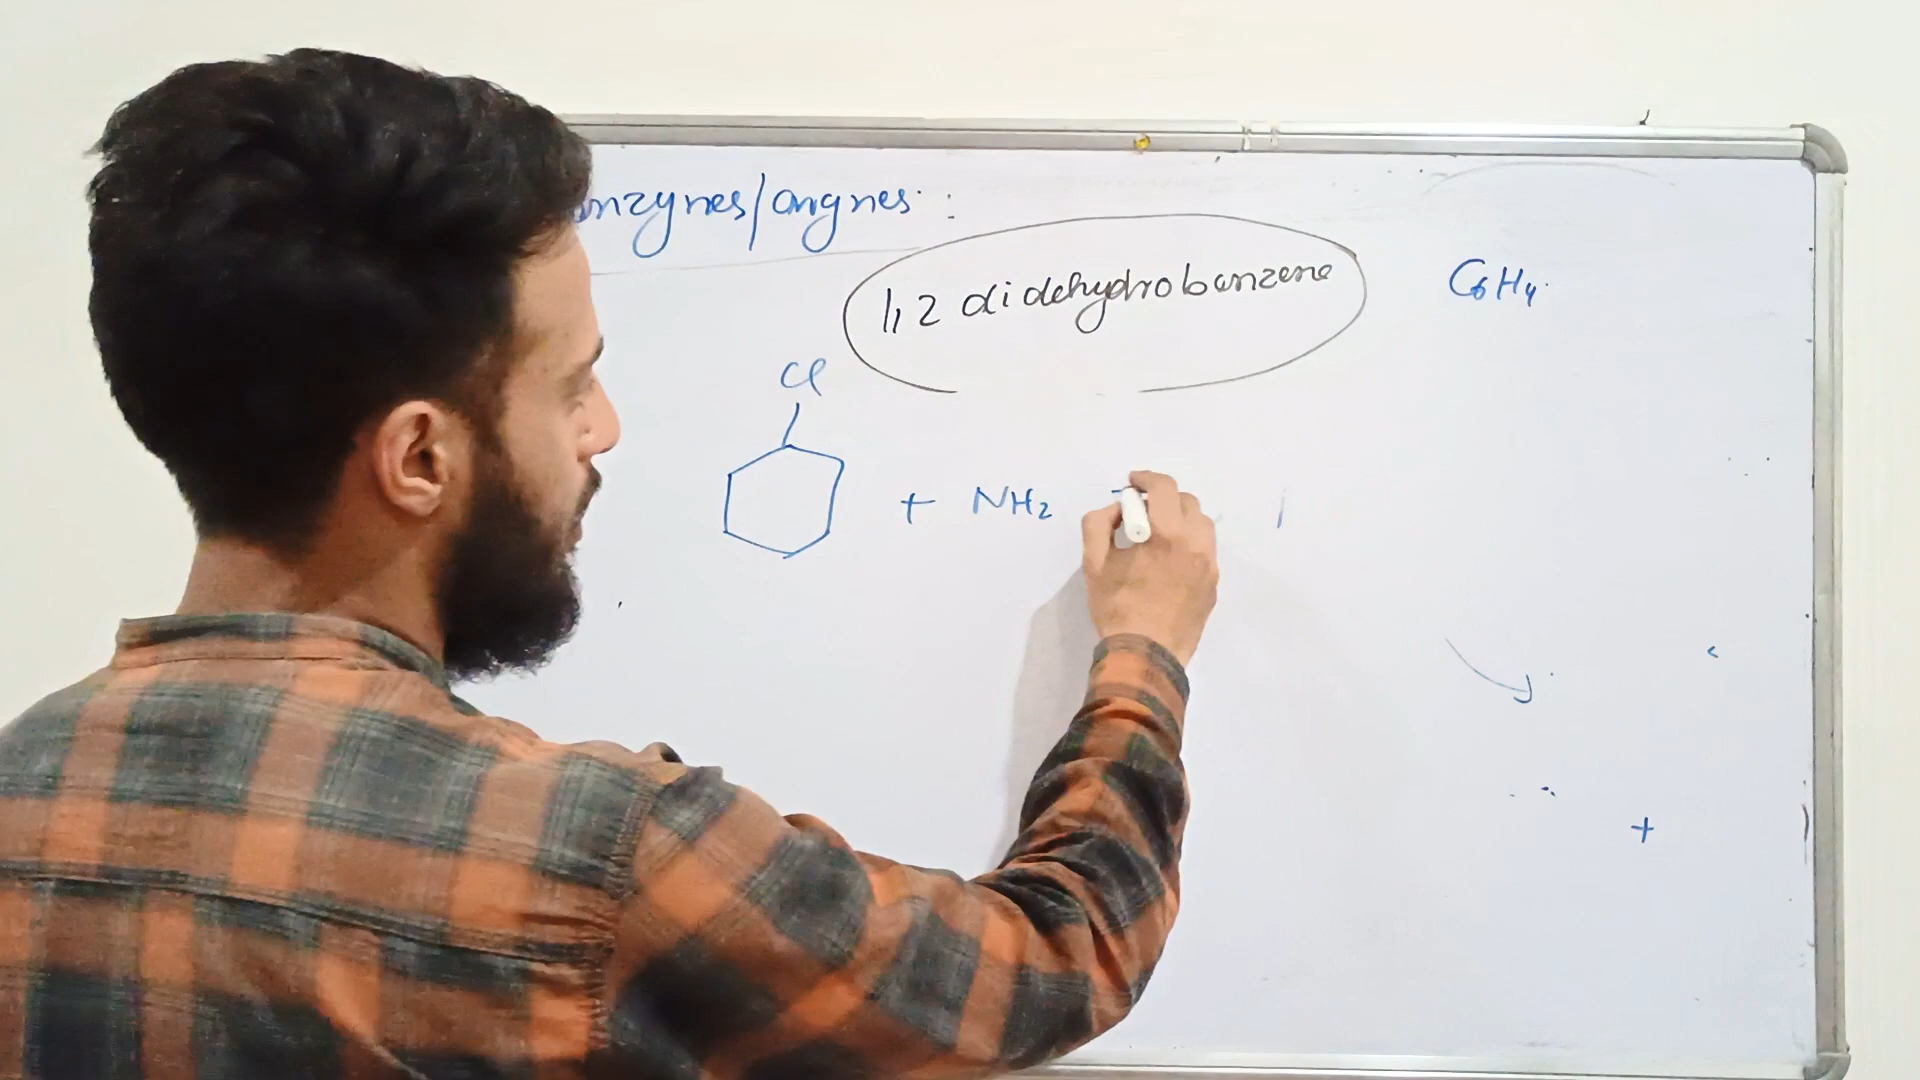 nzynes/arynes:
1,2 didehydrobenzene
C6H4.
Cl
+ NH2
+